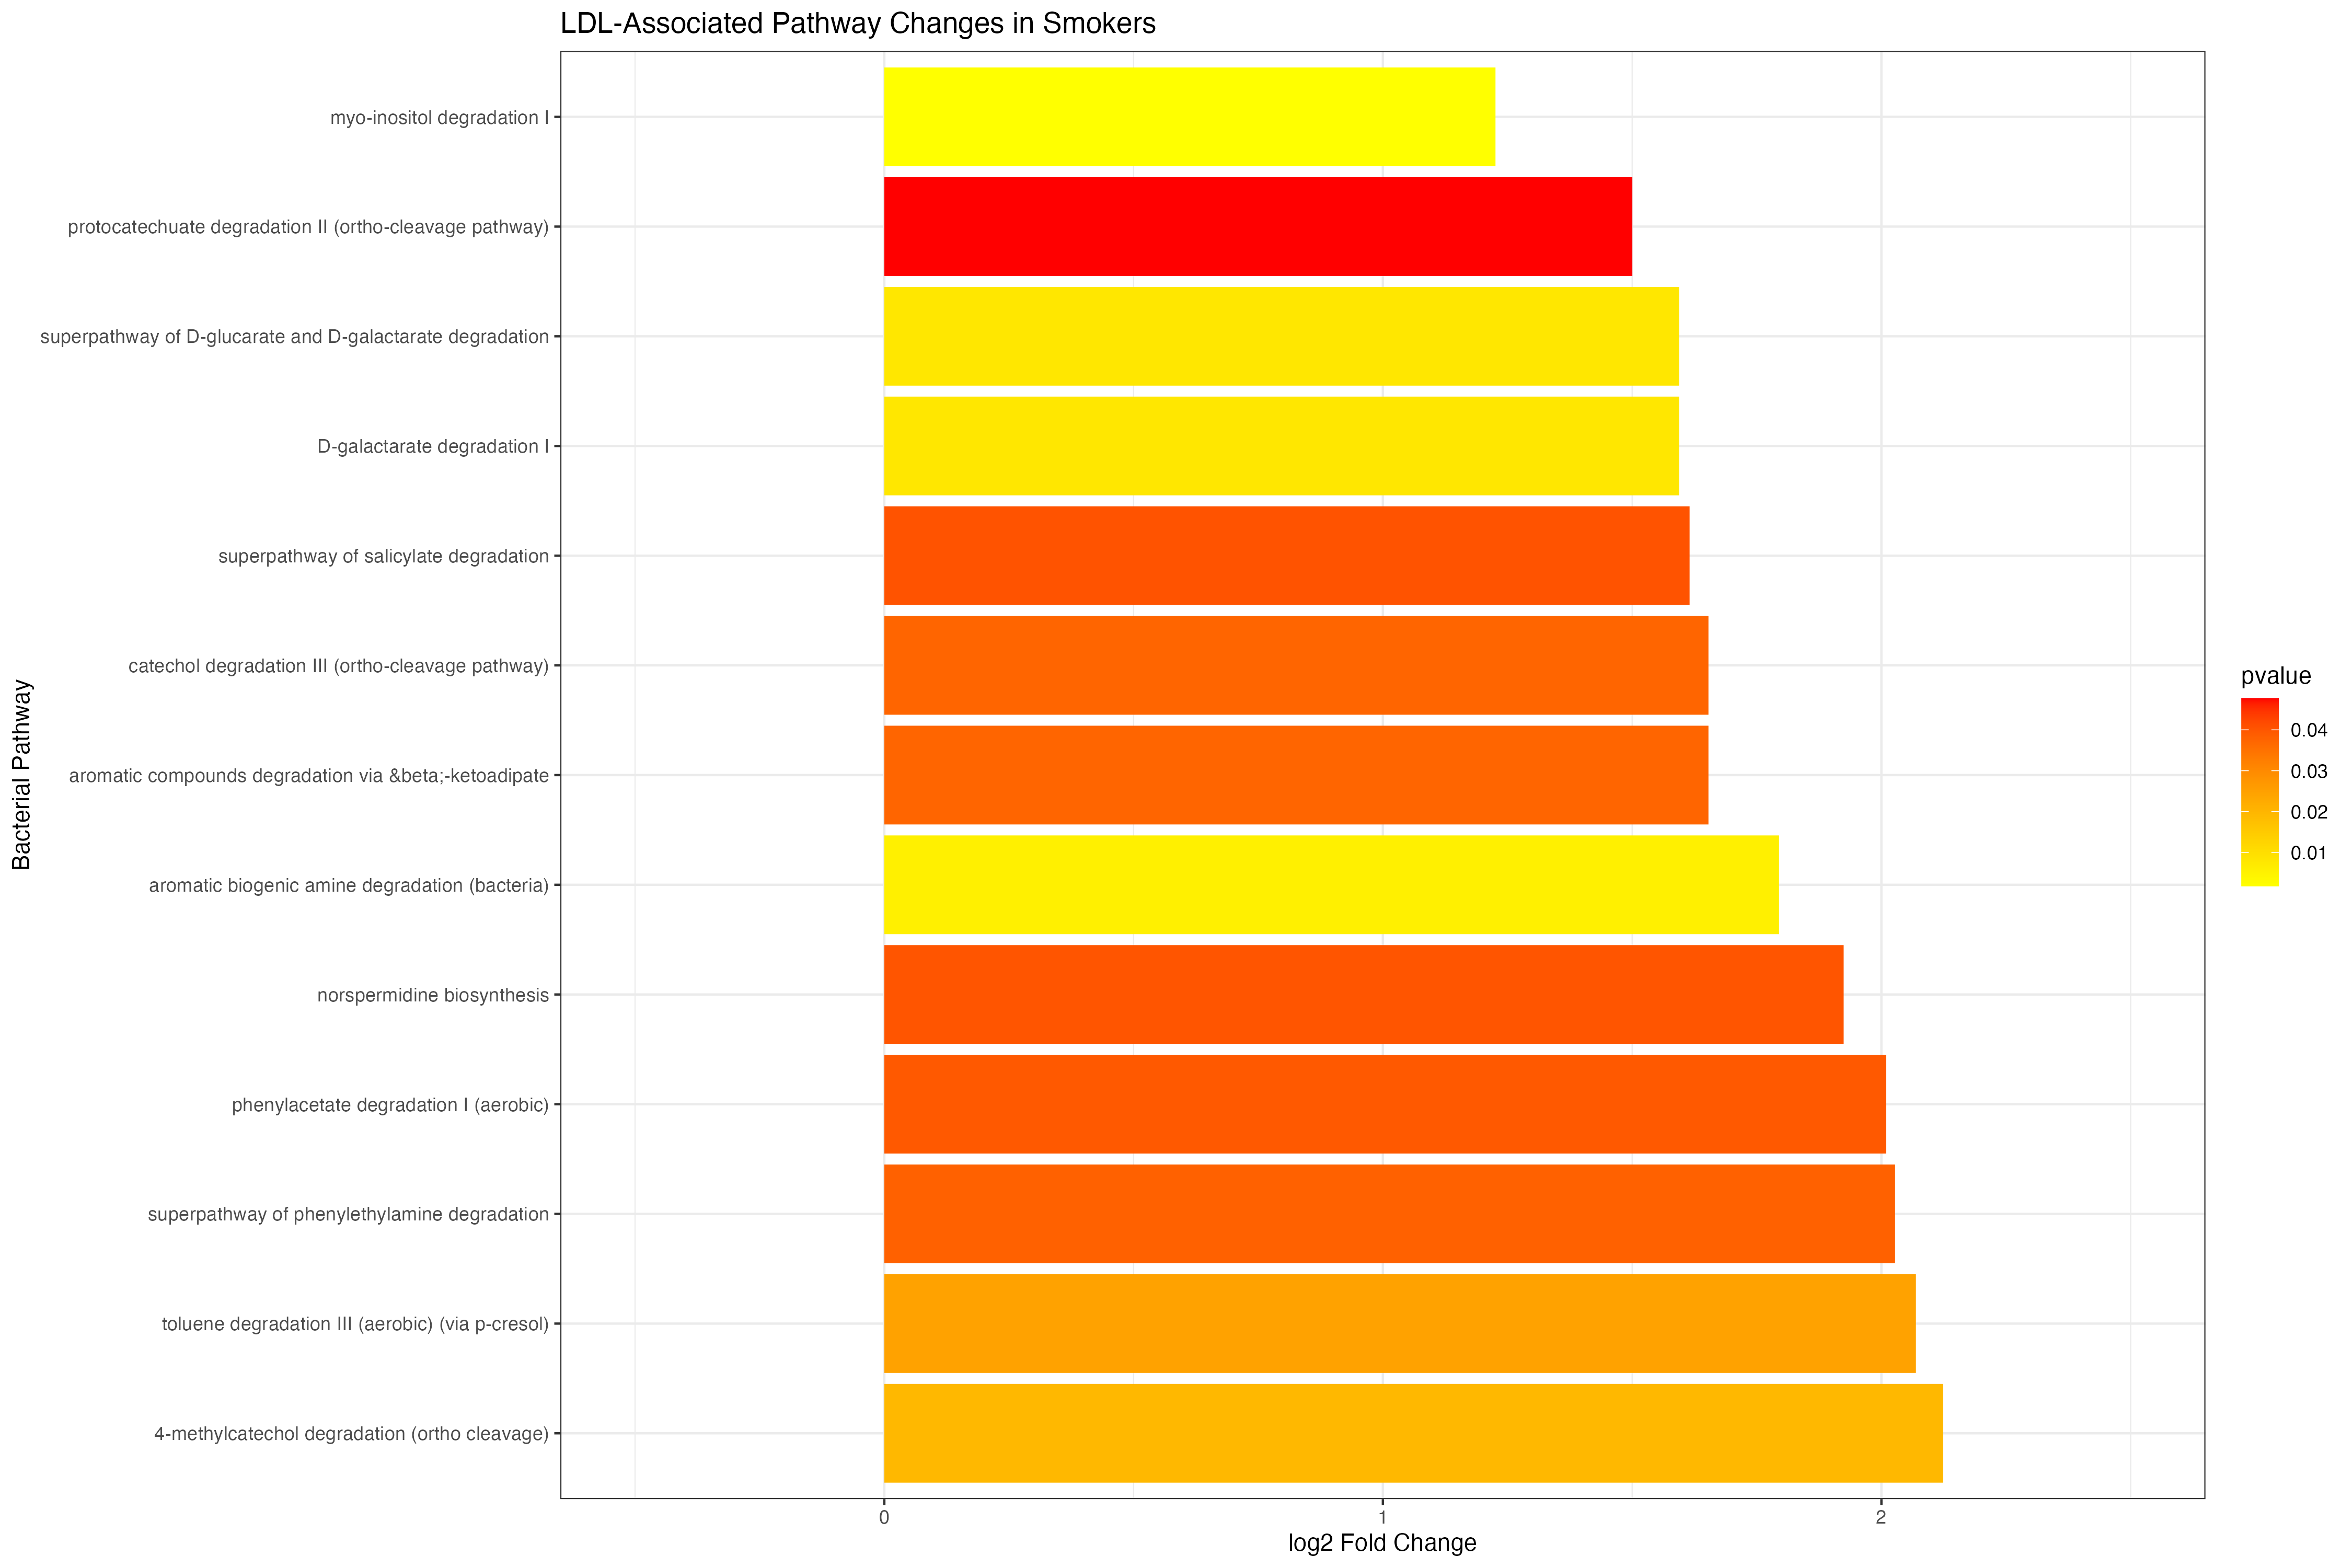 LDL-Associated Pathway Changes in Smokers
myo-inositol degradation I
protocatechuate degradation II (ortho-cleavage pathway)
superpathway of D-glucarate and D-galactarate degradation
D-galactarate degradation I
superpathway of salicylate degradation
catechol degradation III (ortho-cleavage pathway)
aromatic compounds degradation via &beta;-ketoadipate
aromatic biogenic amine degradation (bacteria)
norspermidine biosynthesis
phenylacetate degradation I (aerobic)
superpathway of phenylethylamine degradation
toluene degradation III (aerobic) (via p-cresol)
4-methylcatechol degradation (ortho cleavage)
Bacterial Pathway
0 1 2
log2 Fold Change
pvalue
0.04
0.03
0.02
0.01